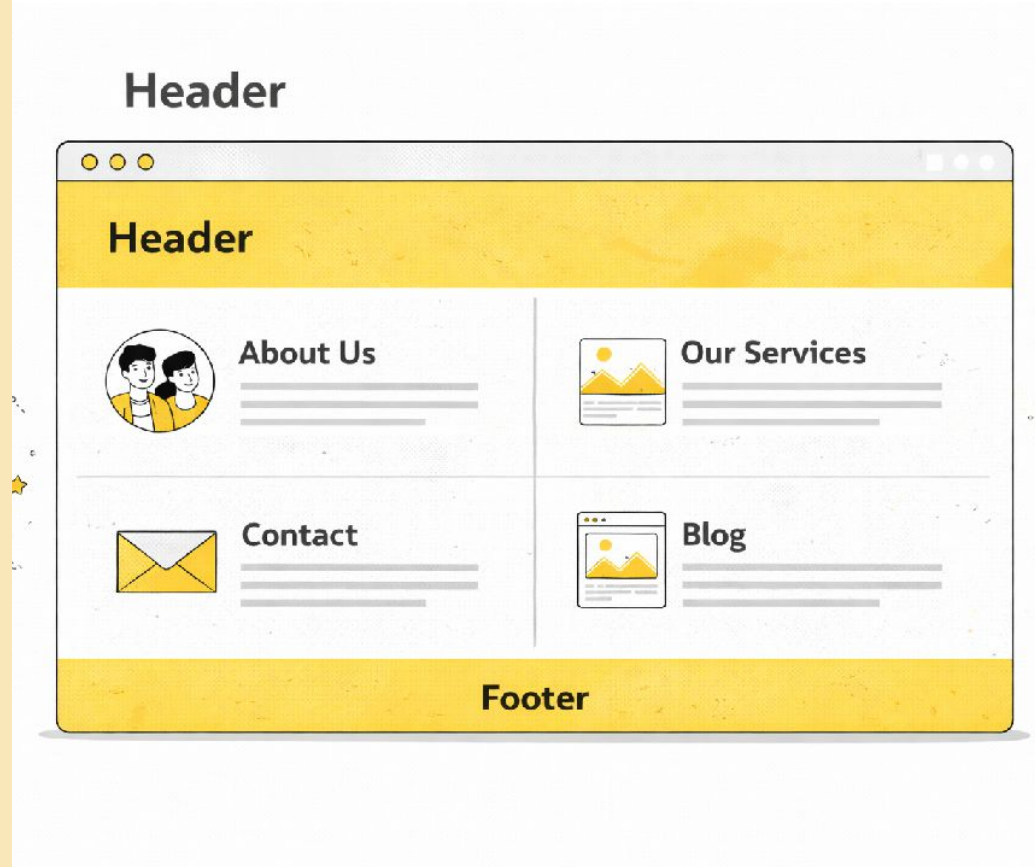 Header
Header
About Us
Our Services
Contact
Blog
Footer